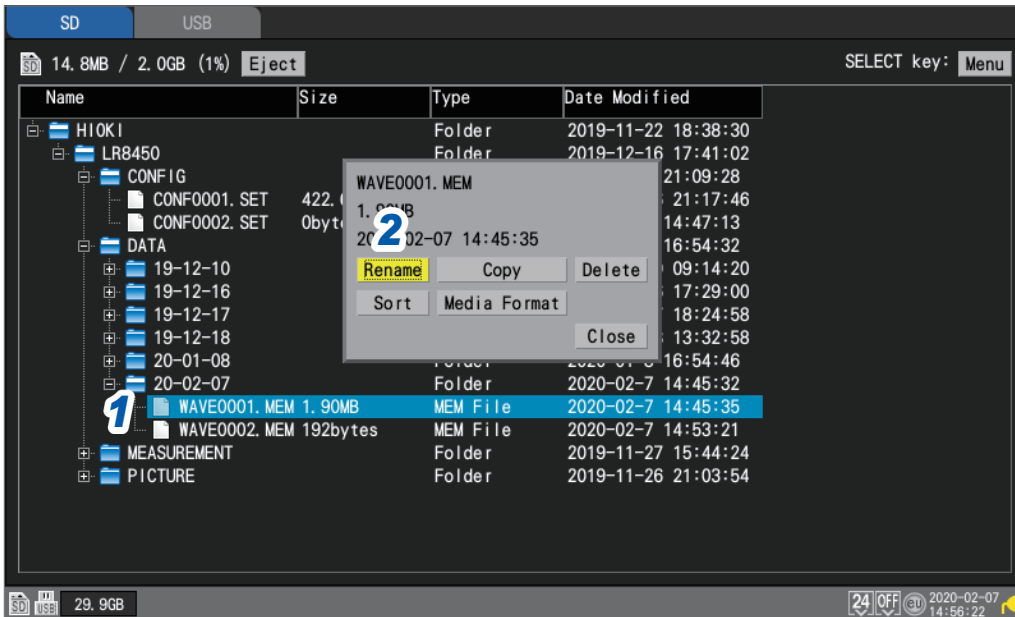 SD USB
14.8MB / 2.0GB (1%) Eject SELECT key: Menu
Name Size Type Date Modified
HIOKI Folder 2019-11-22 18:38:30
LR8450 Folder 2019-12-16 17:41:02
CONFIG 21:09:28
CONF0001.SET 422. 21:17:46
CONF0002.SET 0byt 14:47:13
DATA 16:54:32
19-12-10 09:14:20
19-12-16 17:29:00
19-12-17 18:24:58
19-12-18 13:32:58
20-01-08 16:54:46
20-02-07 Folder 2020-02-7 14:45:32
1 WAVE0001.MEM 1.90MB MEM File 2020-02-7 14:45:35
WAVE0002.MEM 192bytes MEM File 2020-02-7 14:53:21
MEASUREMENT Folder 2019-11-27 15:44:24
PICTURE Folder 2019-11-26 21:03:54
WAVE0001.MEM
1.90MB
2
02-07 14:45:35
Rename Copy Delete
Sort Media Format
Close
SD USB 29.9GB 24 OFF eu 2020-02-07
14:56:22